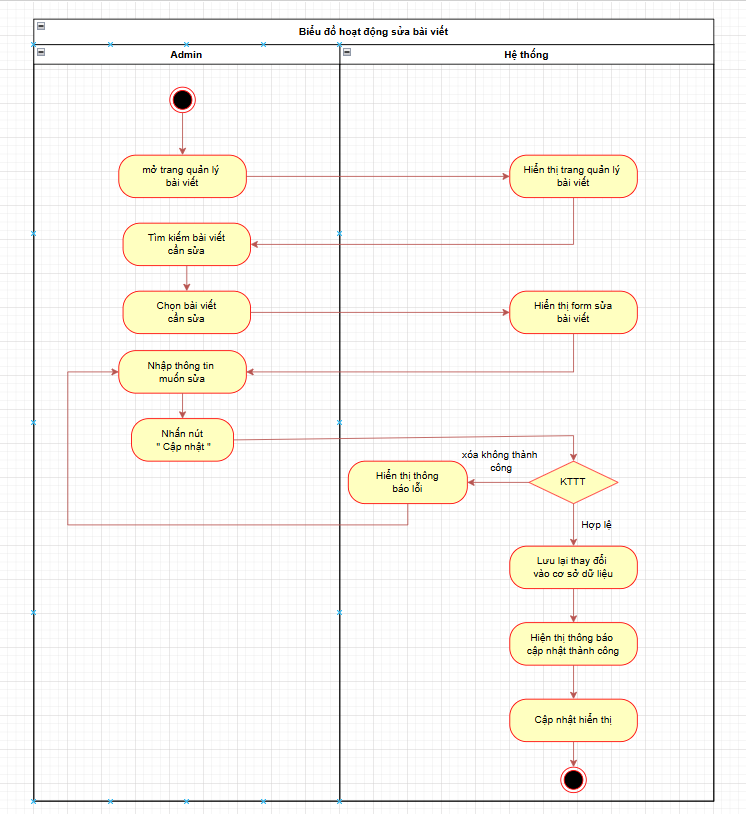 Biểu đồ hoạt động sửa bài viết
Admin
Hệ thống
mở trang quản lý
bài viết
Hiển thị trang quản lý
bài viết
Tìm kiếm bài viết
cần sửa
Chọn bài viết
cần sửa
Hiển thị form sửa
bài viết
Nhập thông tin
muốn sửa
Nhấn nút
" Cập nhật "
xóa không thành
công
Hiển thị thông
báo lỗi
KTTT
Hợp lệ
Lưu lại thay đổi
vào cơ sở dữ liệu
Hiện thị thông báo
cập nhật thành công
Cập nhật hiển thị